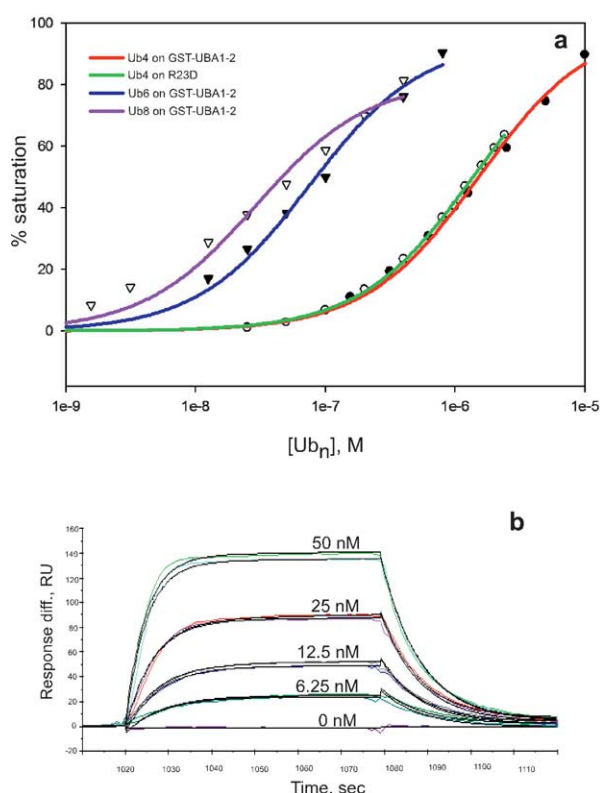 a
Ub4 on GST-UBA1-2
Ub4 on R23D
Ub6 on GST-UBA1-2
Ub8 on GST-UBA1-2
100
80
60
40
20
0
% saturation
1e-9 1e-8 1e-7 1e-6 1e-5
[Ubn], M
b
160
149
120
100
80
60
40
20
0
-20
Response diff., RU
50 nM
25 nM
12.5 nM
6.25 nM
0 nM
1020 1030 1040 1050 1060 1070 1080 1090 1100 1110
Time, sec